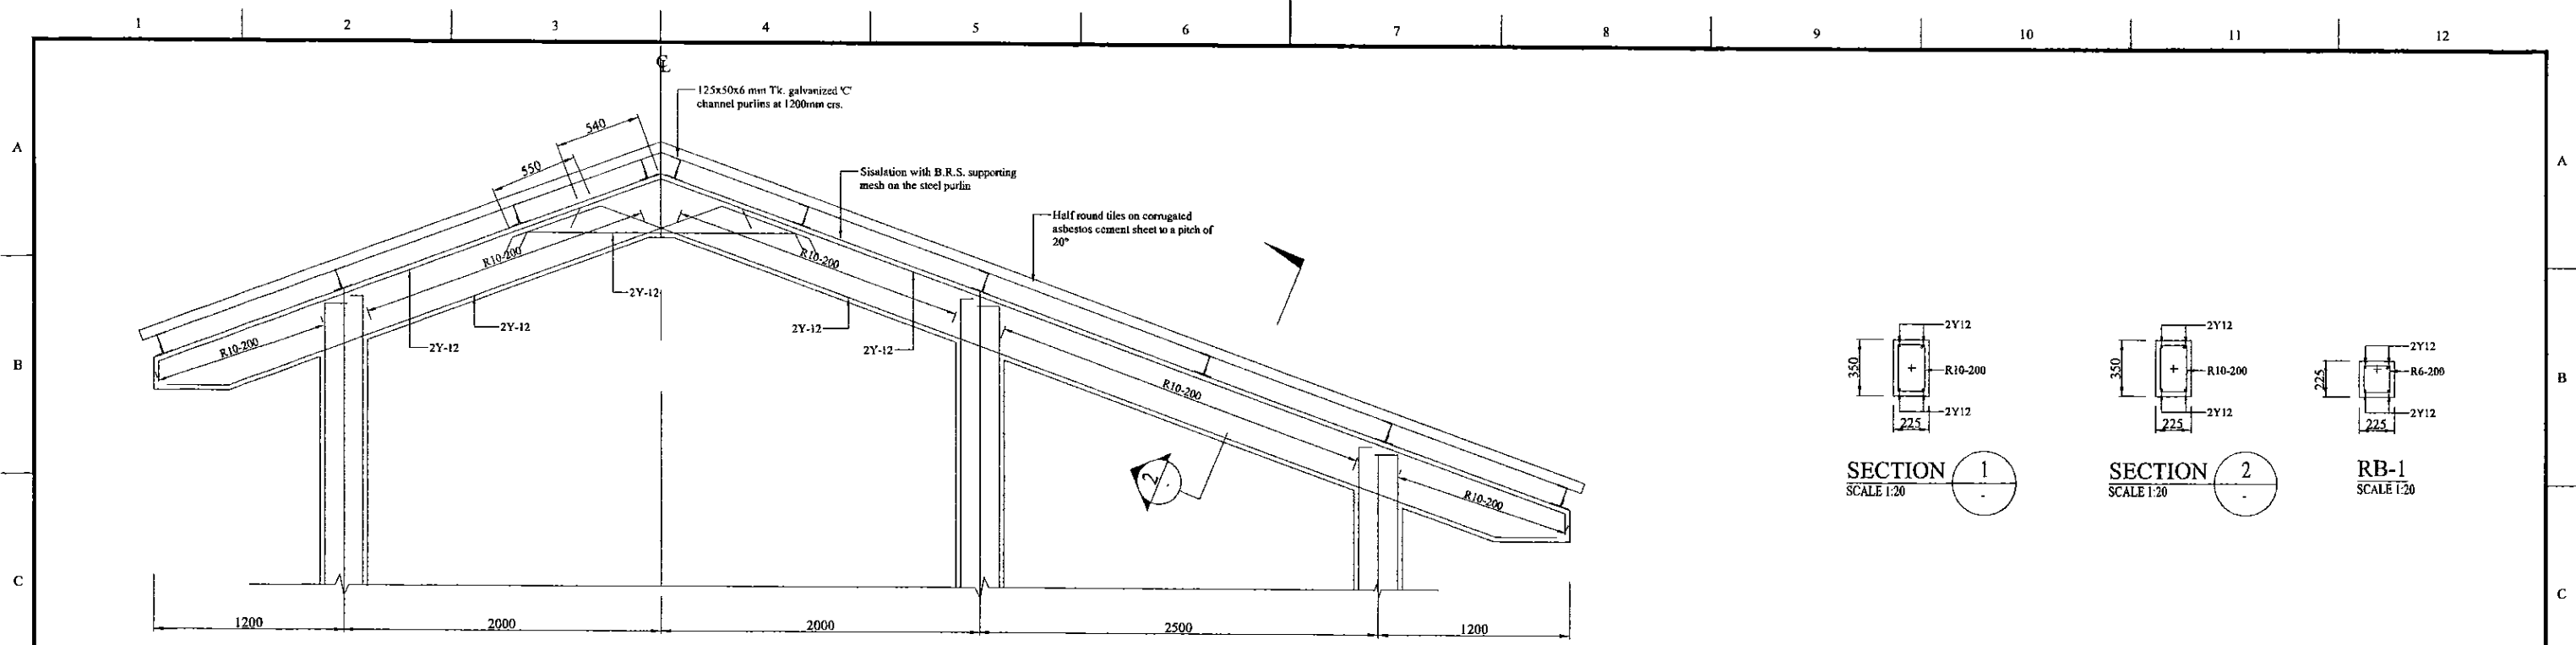 1 2 3 4 5 6 7 8 9 10 11 12
℄
125x50x6 mm Tk. galvanized 'C'
channel purlins at 1200mm crs.
540
A
A
550
Sisalation with B.R.S. supporting
mesh on the steel purlin
Half round tiles on corrugated
asbestos cement sheet to a pitch of
20°
R10-200
R10-200
2Y-12
2Y-12
2Y-12
2Y-12
2Y-12
R10-200
B
B
R10-200
R10-200
2
-
2Y12
350
R10-200
2Y12
225
SECTION 1
SCALE 1:20
-
2Y12
350
R10-200
2Y12
225
SECTION 2
SCALE 1:20
-
2Y12
225
R6-200
2Y12
225
RB-1
SCALE 1:20
C
C
1200 2000 2000 2500 1200